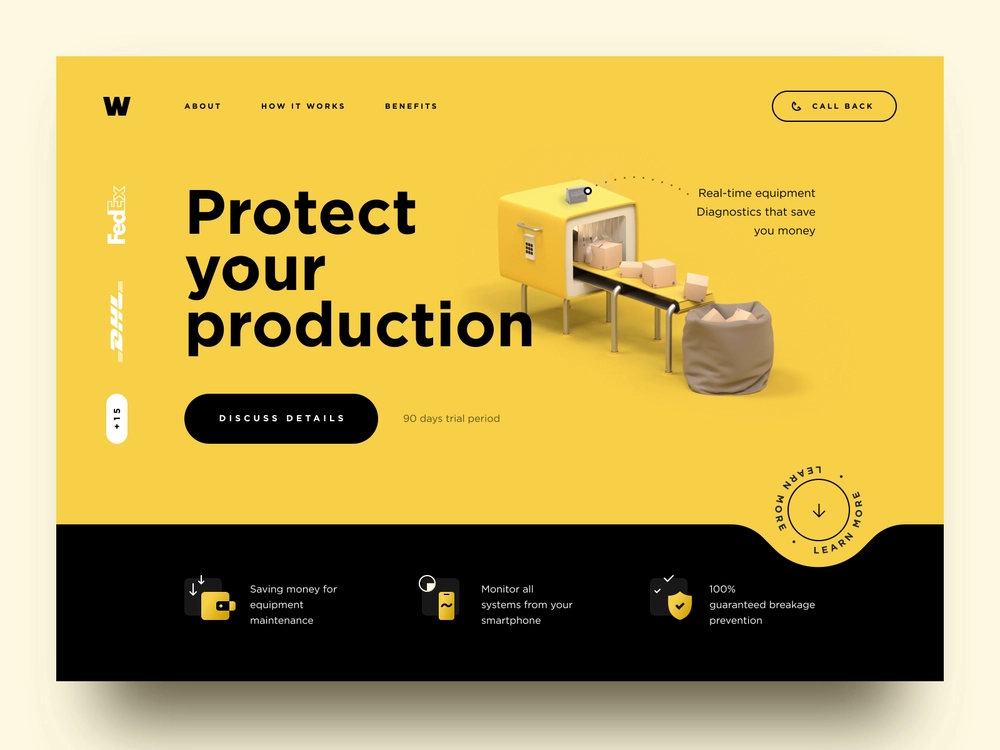 W
ABOUT
HOW IT WORKS
BENEFITS
CALL BACK
FedEx
DHL
+15
Protect
your
production
Real-time equipment
Diagnostics that save
you money
DISCUSS DETAILS
90 days trial period
LEARN MORE • LEARN MORE •
Saving money for
equipment
maintenance
Monitor all
systems from your
smartphone
100%
guaranteed breakage
prevention